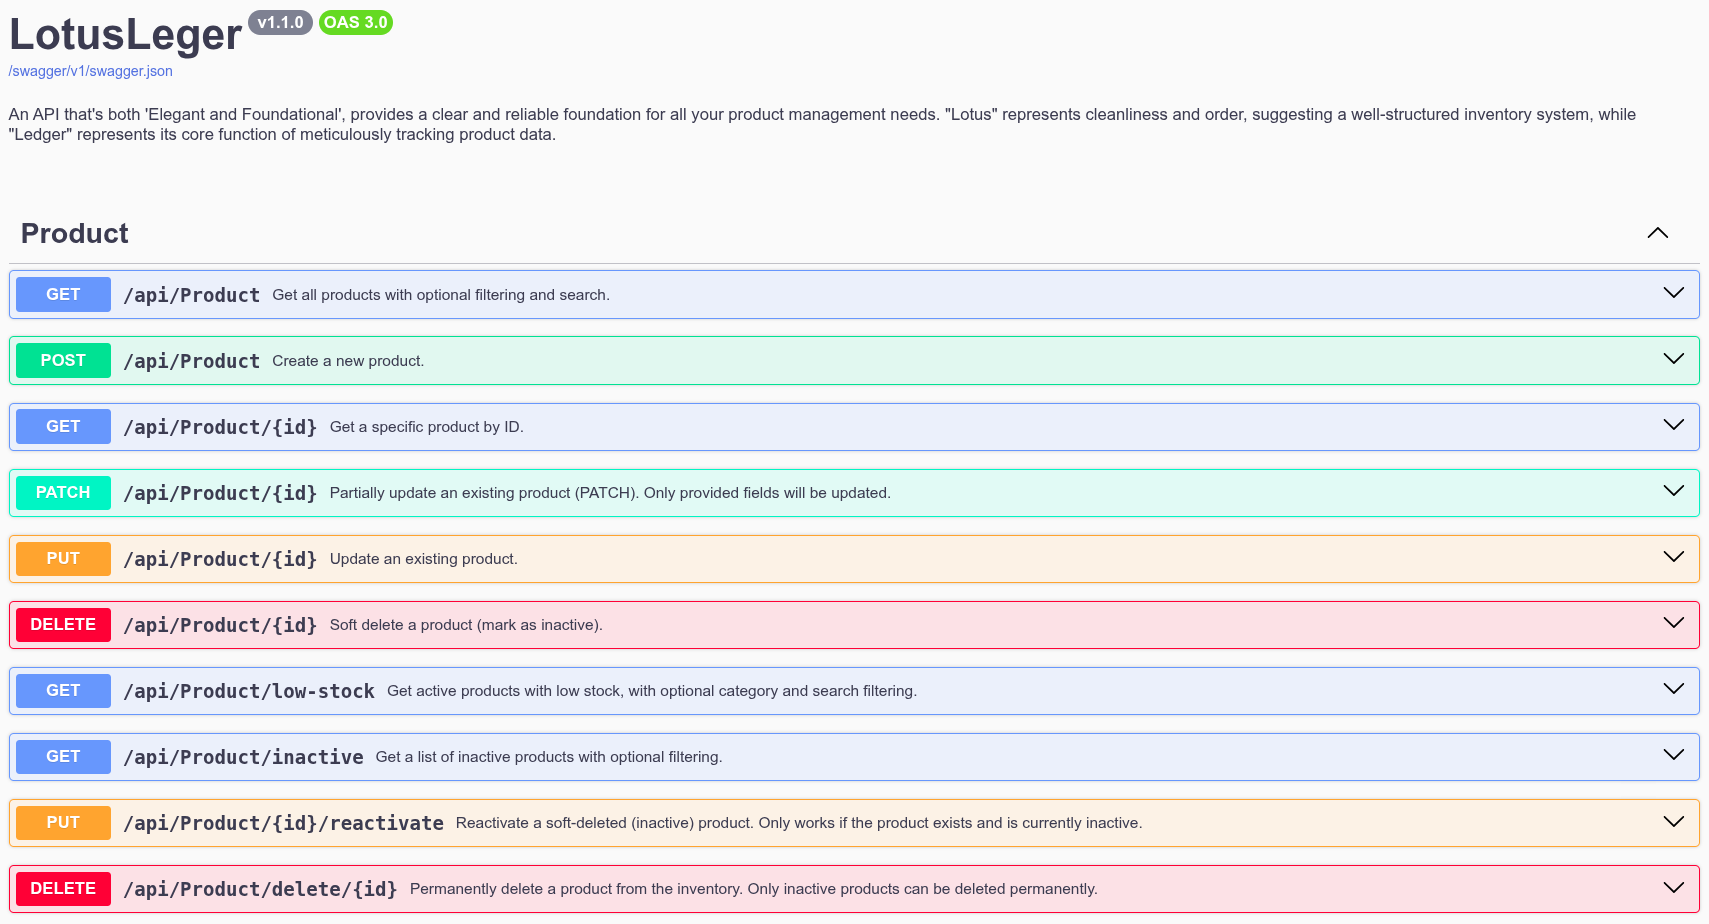 LotusLeger v1.1.0 OAS 3.0
/swagger/v1/swagger.json
An API that's both 'Elegant and Foundational', provides a clear and reliable foundation for all your product management needs. "Lotus" represents cleanliness and order, suggesting a well-structured inventory system, while
"Ledger" represents its core function of meticulously tracking product data.
Product
GET /api/Product Get all products with optional filtering and search.
POST /api/Product Create a new product.
GET /api/Product/{id} Get a specific product by ID.
PATCH /api/Product/{id} Partially update an existing product (PATCH). Only provided fields will be updated.
PUT /api/Product/{id} Update an existing product.
DELETE /api/Product/{id} Soft delete a product (mark as inactive).
GET /api/Product/low-stock Get active products with low stock, with optional category and search filtering.
GET /api/Product/inactive Get a list of inactive products with optional filtering.
PUT /api/Product/{id}/reactivate Reactivate a soft-deleted (inactive) product. Only works if the product exists and is currently inactive.
DELETE /api/Product/delete/{id} Permanently delete a product from the inventory. Only inactive products can be deleted permanently.